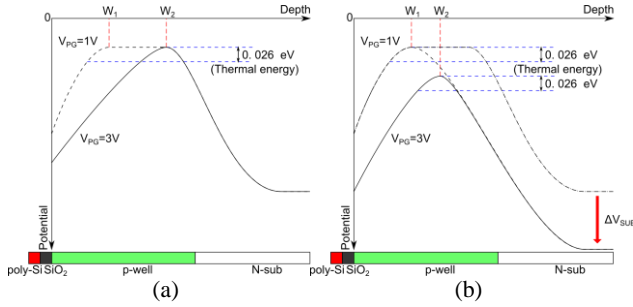 0
W1
W2
Depth
VPG=1V
0. 026 eV
(Thermal energy)
VPG=3V
Potential
poly-Si
SiO2
p-well
N-sub
(a)
0
W1
W2
Depth
VPG=1V
0. 026 eV
(Thermal energy)
0. 026 eV
VPG=3V
ΔVSUB
Potential
poly-Si
SiO2
p-well
N-sub
(b)